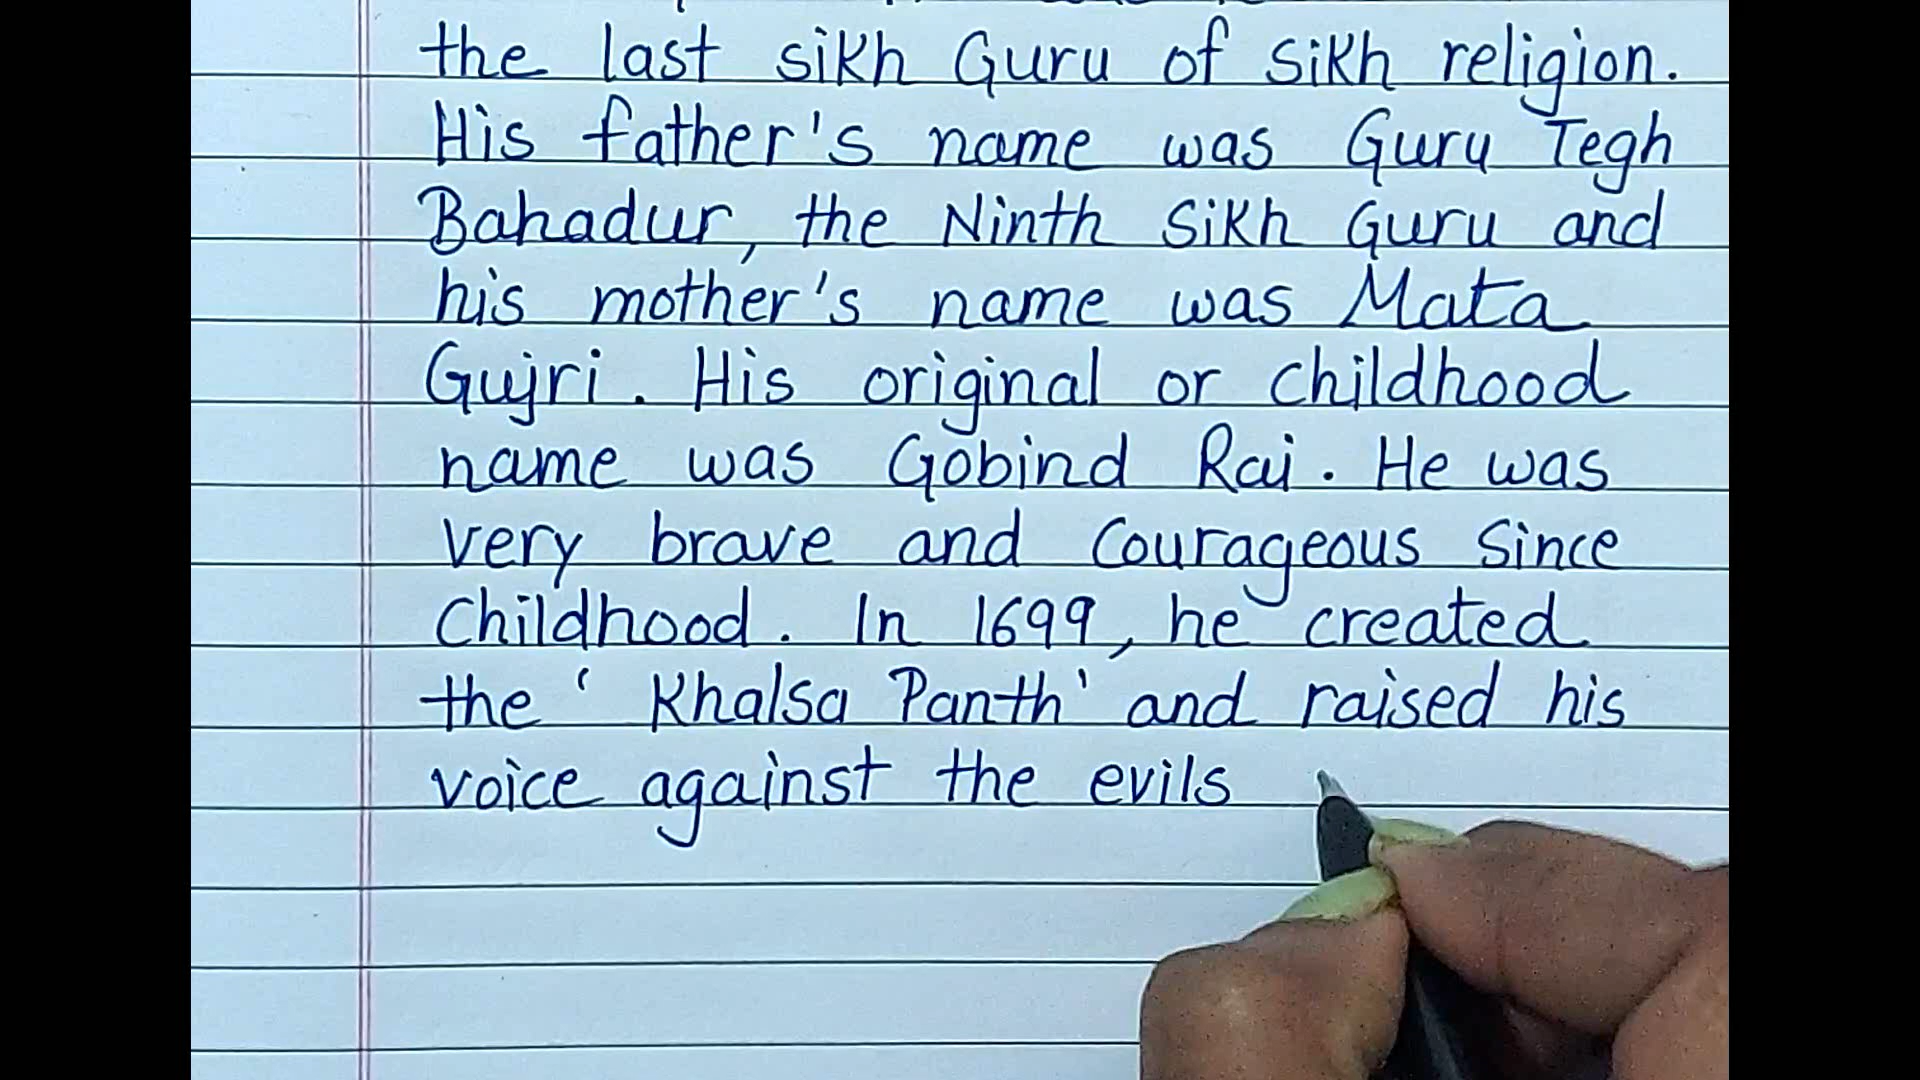 the last sikh Guru of sikh religion.
His father's name was Guru Tegh
Bahadur, the Ninth Sikh Guru and
his mother's name was Mata
Gujri. His original or childhood
name was Gobind Rai. He was
very brave and courageous since
childhood. In 1699, he created
the ‘ Khalsa Panth' and raised his
voice against the evils